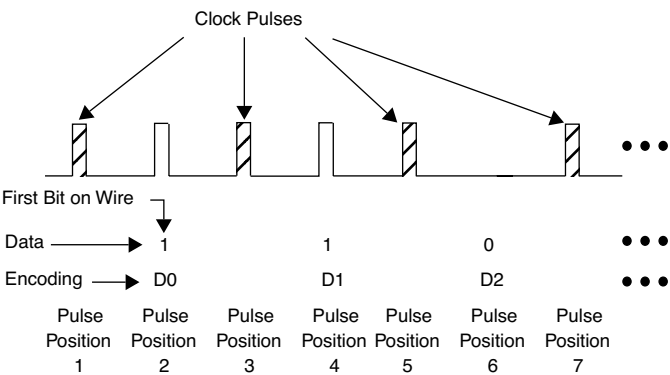 Clock Pulses
First Bit on Wire
Data 1 1 0
Encoding D0 D1 D2
Pulse Pulse Pulse Pulse Pulse Pulse Pulse
Position Position Position Position Position Position Position
1 2 3 4 5 6 7